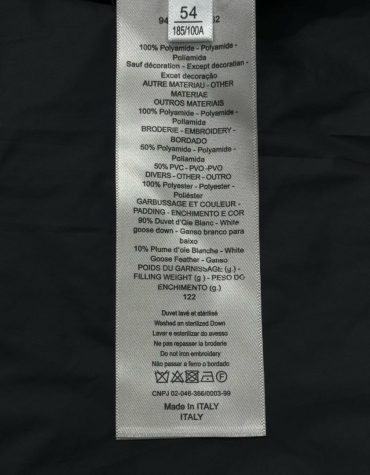 54
185/100A
94
32
100% Polyamide - Polyamide -
Poliamida
Sauf décoration - Except decoration -
Excet decoração
AUTRE MATERIAU - OTHER
MATERIAE
OUTROS MATERIAIS
100% Polyamide - Polyamide -
Poliamida
BRODERIE - EMBROIDERY -
BORDADO
50% Polyamide - Polyamide -
Poliamida
50% PVC - PVO -PVO
DIVERS - OTHER - OUTRO
100% Polyester - Polyester -
Poliéster
GARBUSSAGE ET COULEUR -
PADDING - ENCHIMENTO E COR
90% Duvet d'Oie Blanc - White
goose down - Ganso branco para
baixo
10% Plume d'oie Blanche - White
Goose Feather - Ganso
POIDS DU GARNISSAGE (g.) -
FILLING WEIGHT (g ) - PESO DO
ENCHIMENTO (g.)
122
Duvet lavé et stérilisé
Washed an sterilized Down
Lavar e esterilizar do avesso
Ne pas repasser la broderie
Do not iron embroidery
Não passar a ferro o bordado
CNPJ 02-046-366/0003-99
Made In ITALY
ITALY